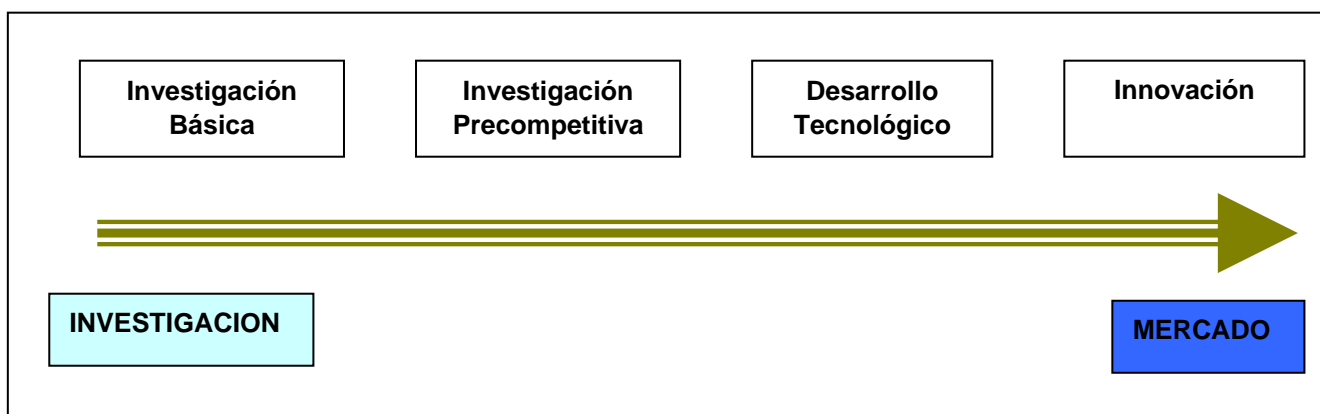 Investigación
Básica
Investigación
Precompetitiva
Desarrollo
Tecnológico
Innovación
INVESTIGACION
MERCADO